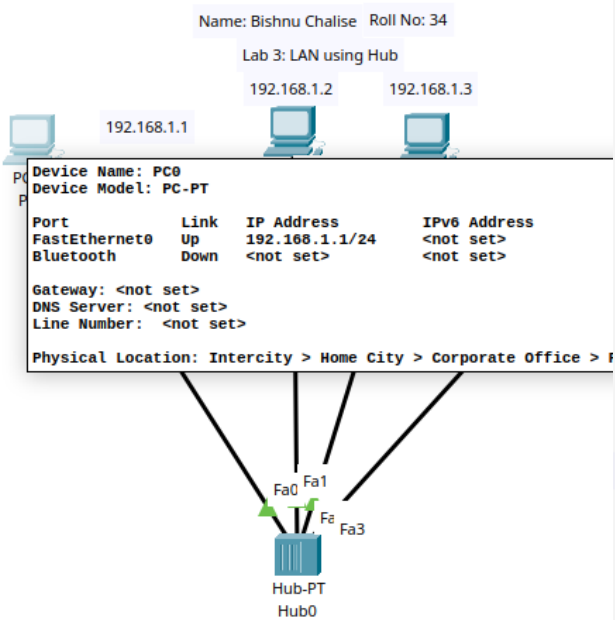 Name: Bishnu Chalise Roll No: 34
Lab 3: LAN using Hub
192.168.1.2 192.168.1.3
192.168.1.1
Device Name: PC0
Device Model: PC-PT
Port Link IP Address IPv6 Address
FastEthernet0 Up 192.168.1.1/24 <not set>
Bluetooth Down <not set> <not set>
Gateway: <not set>
DNS Server: <not set>
Line Number: <not set>
Physical Location: Intercity > Home City > Corporate Office >
Fa0 Fa1
Fa Fa3
Hub-PT
Hub0